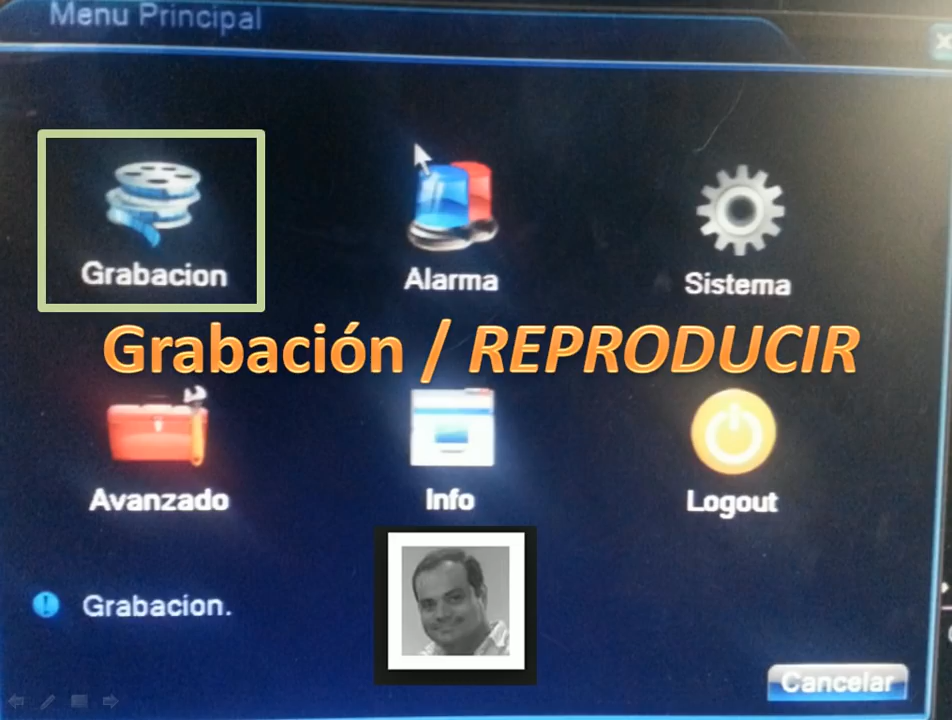 Menu Principal
Grabacion
Alarma
Sistema
Grabación / REPRODUCIR
Avanzado
Info
Logout
Grabacion.
Cancelar